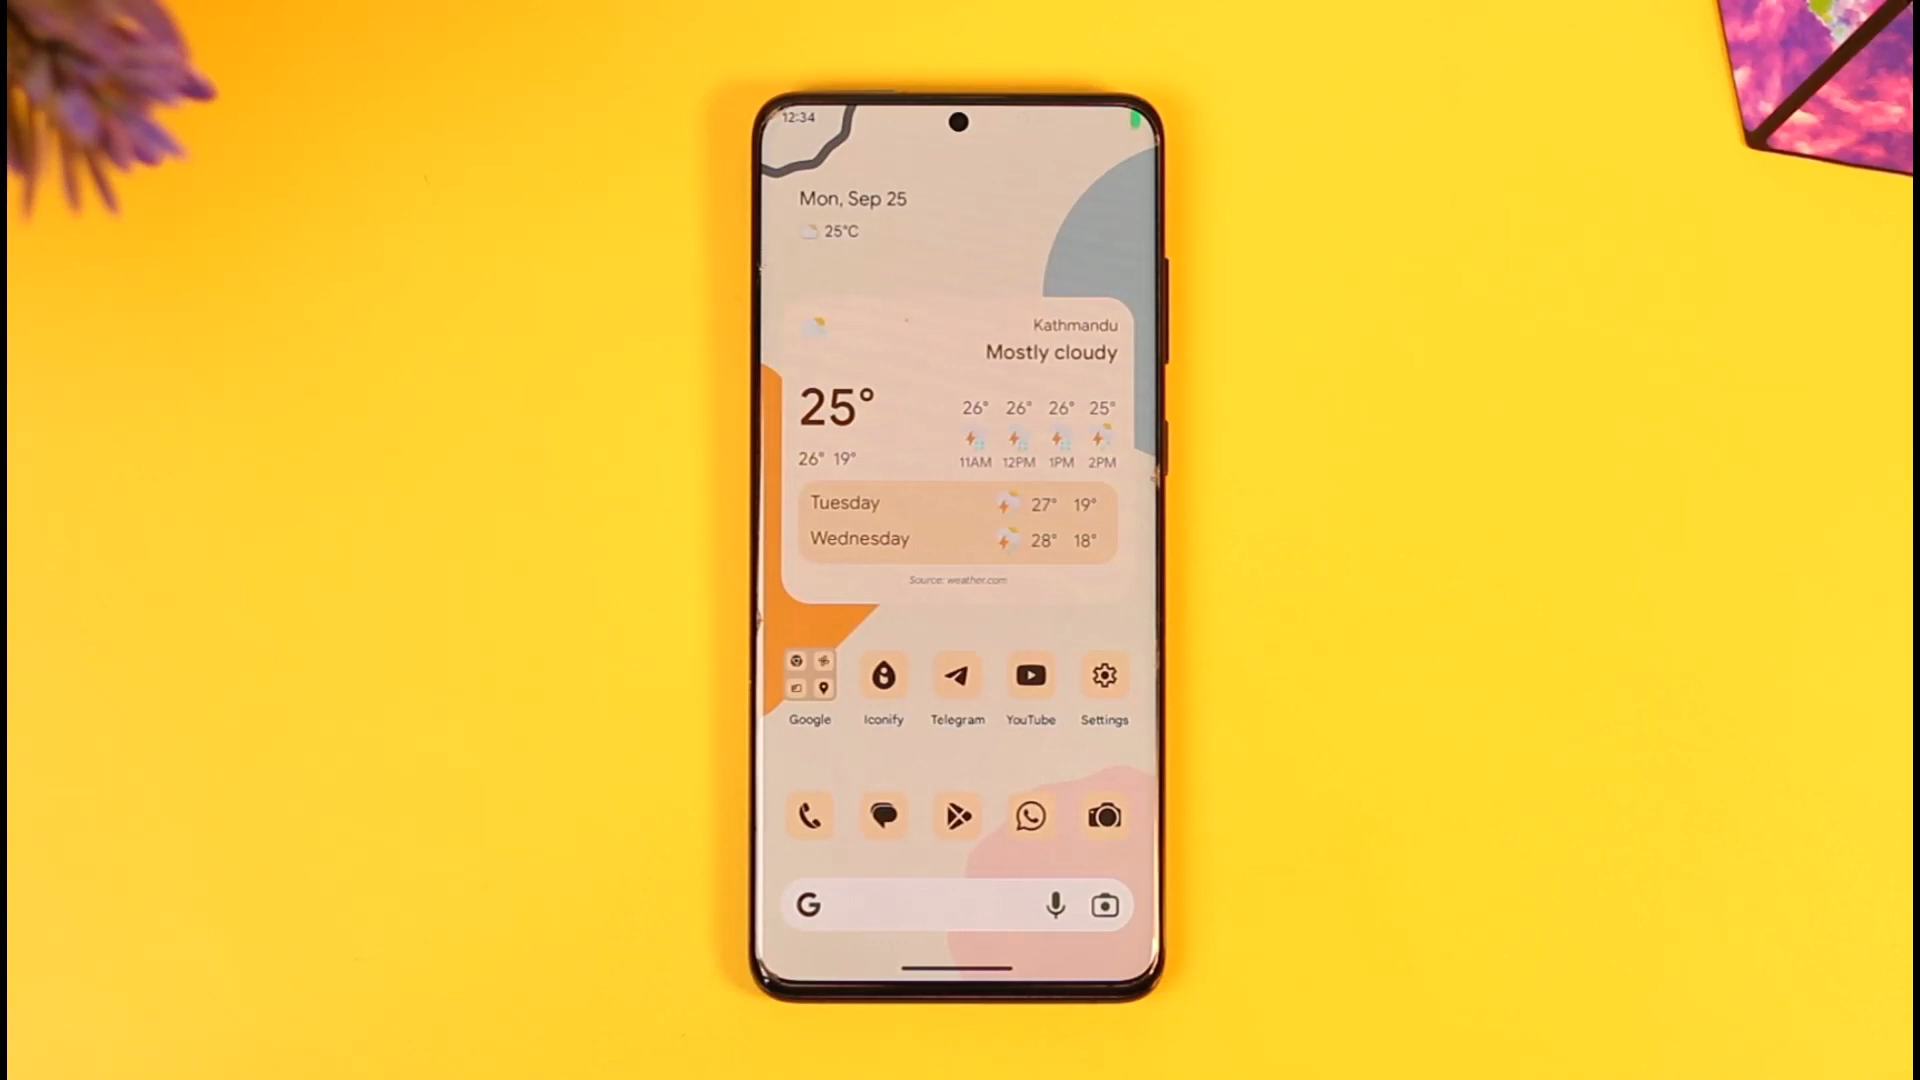 12:34
Mon, Sep 25
25°C
Kathmandu
Mostly cloudy
25°
26° 26° 26° 25°
26° 19°
11AM 12PM 1PM 2PM
Tuesday 27° 19°
Wednesday 28° 18°
Source: weather.com
Google Iconify Telegram YouTube Settings
G